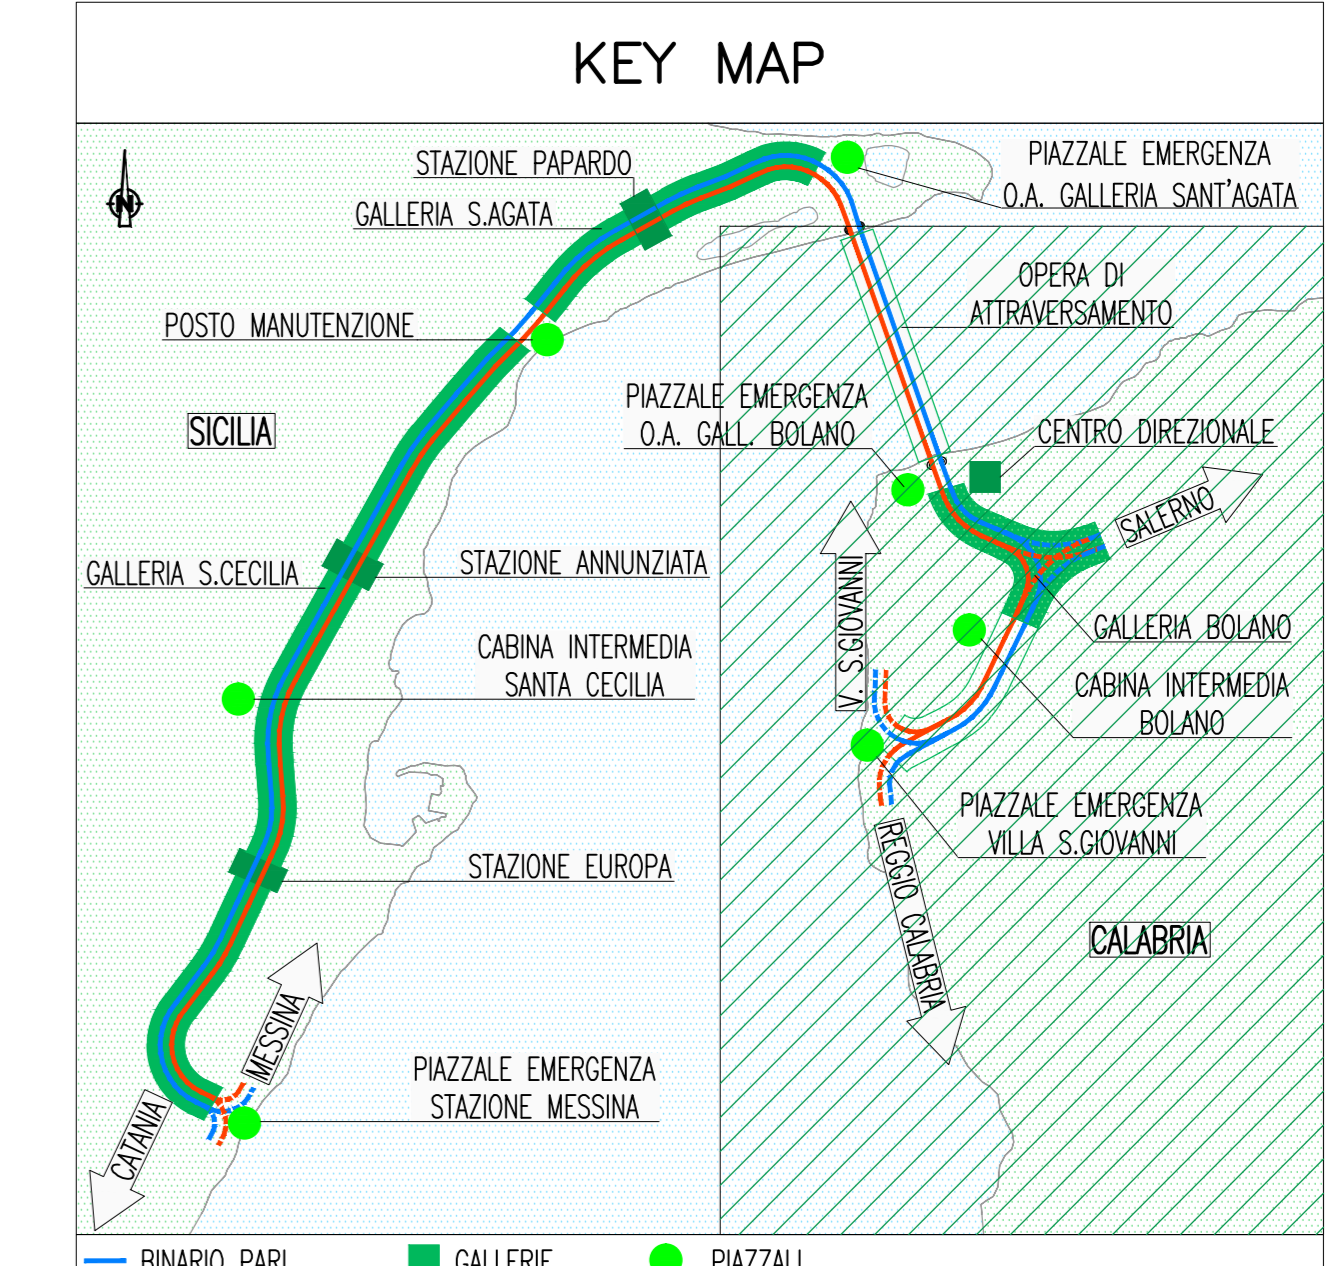 KEY MAP
N
STAZIONE PAPARDO
GALLERIA S.AGATA
PIAZZALE EMERGENZA
O.A. GALLERIA SANT'AGATA
OPERA DI
ATTRAVERSAMENTO
POSTO MANUTENZIONE
PIAZZALE EMERGENZA
O.A. GALL. BOLANO
SICILIA
CENTRO DIREZIONALE
SALERNO
V. S.GIOVANNI
STAZIONE ANNUNZIATA
GALLERIA S.CECILIA
GALLERIA BOLANO
CABINA INTERMEDIA
SANTA CECILIA
CABINA INTERMEDIA
BOLANO
PIAZZALE EMERGENZA
VILLA S.GIOVANNI
STAZIONE EUROPA
REGGIO CALABRIA
CALABRIA
MESSINA
PIAZZALE EMERGENZA
STAZIONE MESSINA
CATANIA
BINARIO PARI
GALLERIE
PIAZZALI